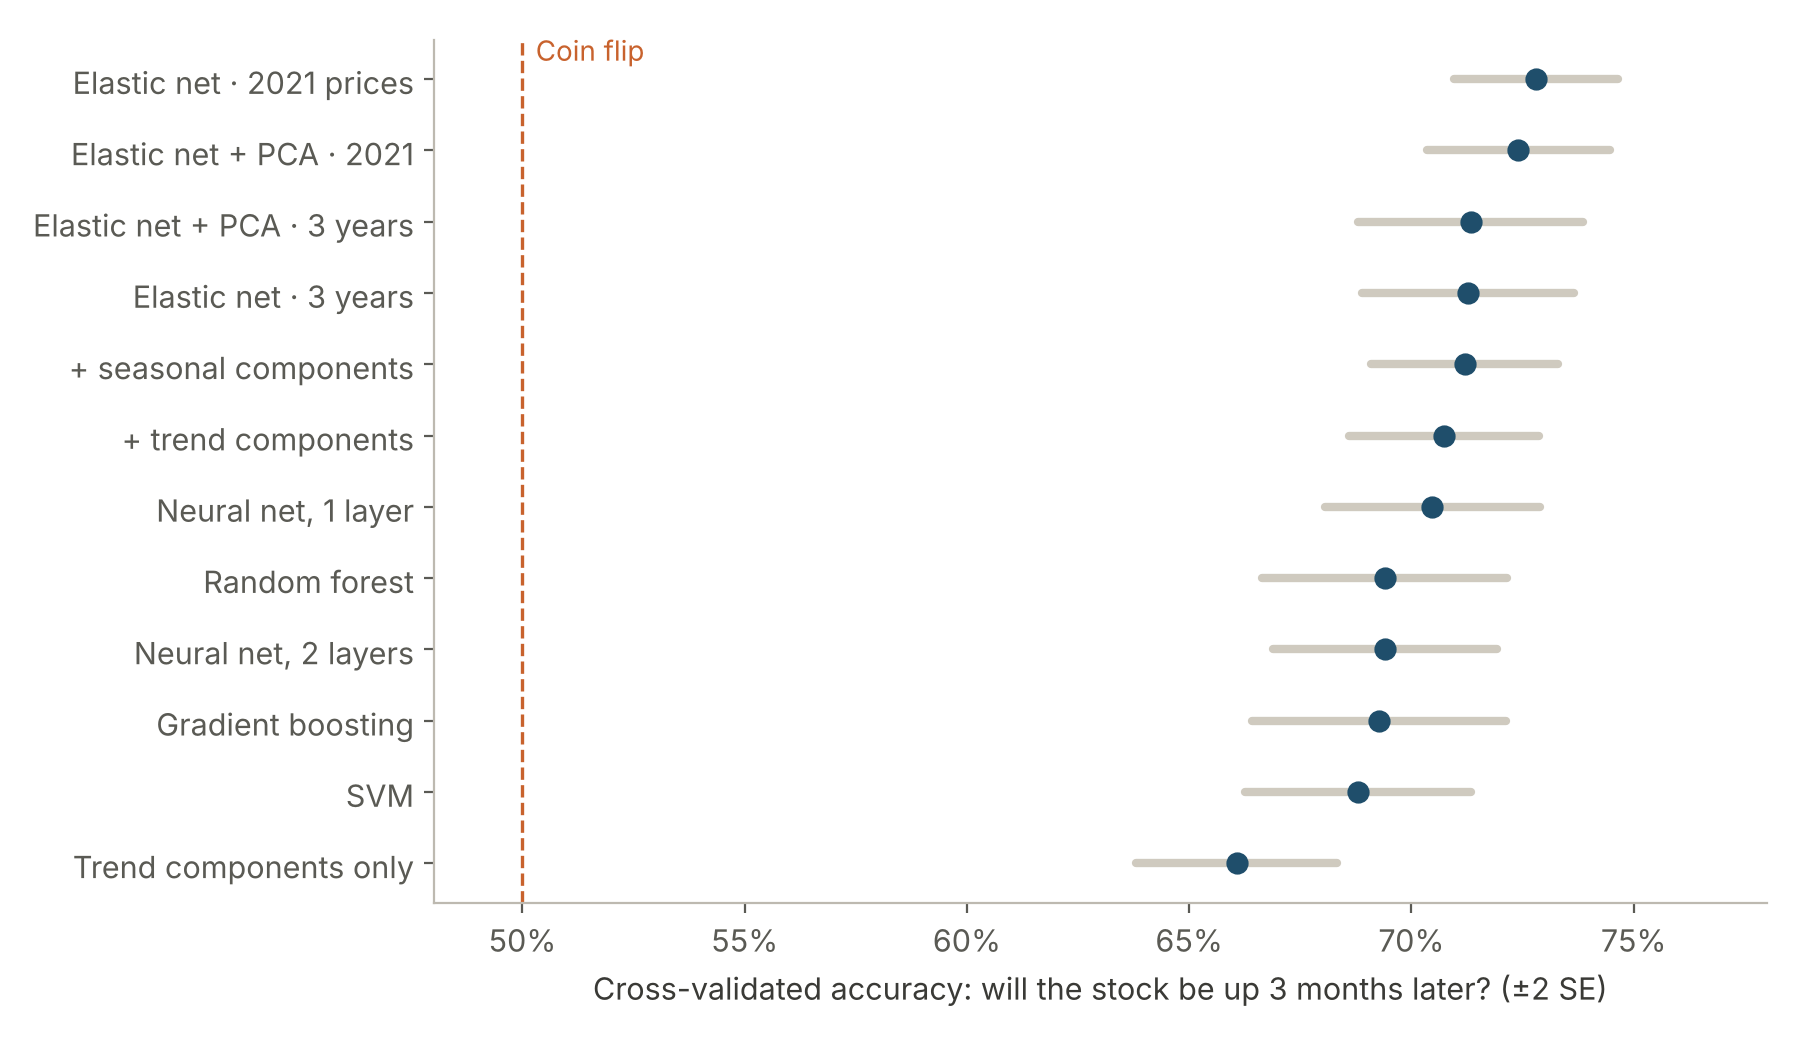 Coin flip
Elastic net · 2021 prices
Elastic net + PCA · 2021
Elastic net + PCA · 3 years
Elastic net · 3 years
+ seasonal components
+ trend components
Neural net, 1 layer
Random forest
Neural net, 2 layers
Gradient boosting
SVM
Trend components only
50% 55% 60% 65% 70% 75%
Cross-validated accuracy: will the stock be up 3 months later? (±2 SE)